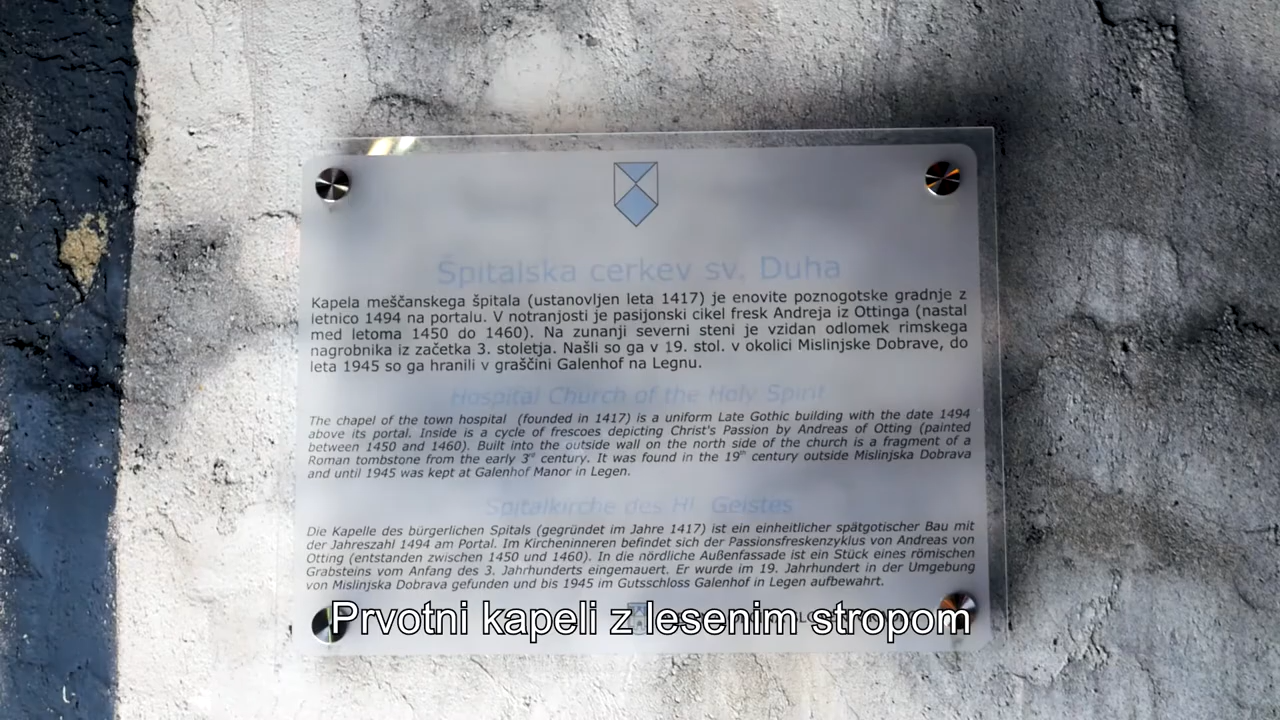 Špitalska cerkev sv. Duha
Kapela meščanskega špitala (ustanovljen leta 1417) je enovite poznogotske gradnje z
letnico 1494 na portalu. V notranjosti je pasijonski cikel fresk Andreja iz Ottinga (nastal
med letoma 1450 do 1460). Na zunanji severni steni je vzidan odlomek rimskega
nagrobnika iz začetka 3. stoletja. Našli so ga v 19. stol. v okolici Mislinjske Dobrave, do
leta 1945 so ga hranili v graščini Galenhof na Legnu.
Hospital Church of the Holy Spirit
The chapel of the town hospital (founded in 1417) is a uniform Late Gothic building with the date 1494
above its portal. Inside is a cycle of frescoes depicting Christ's Passion by Andreas of Otting (painted
between 1450 and 1460). Built into the outside wall on the north side of the church is a fragment of a
Roman tombstone from the early 3rd century. It was found in the 19th century outside Mislinjska Dobrava
and until 1945 was kept at Galenhof Manor in Legen.
Spitalkirche des Hl. Geistes
Die Kapelle des bürgerlichen Spitals (gegründet im Jahre 1417) ist ein einheitlicher spätgotischer Bau mit
der Jahreszahl 1494 am Portal. Im Kircheninneren befindet sich der Passionsfreskenzyklus von Andreas von
Otting (entstanden zwischen 1450 und 1460). In die nördliche Außenfassade ist ein Stück eines römischen
Grabsteins vom Anfang des 3. Jahrhunderts eingemauert. Er wurde im 19. Jahrhundert in der Umgebung
von Mislinjska Dobrava gefunden und bis 1945 im Gutsschloss Galenhof in Legen aufbewahrt.
Prvotni kapeli z lesenim stropom